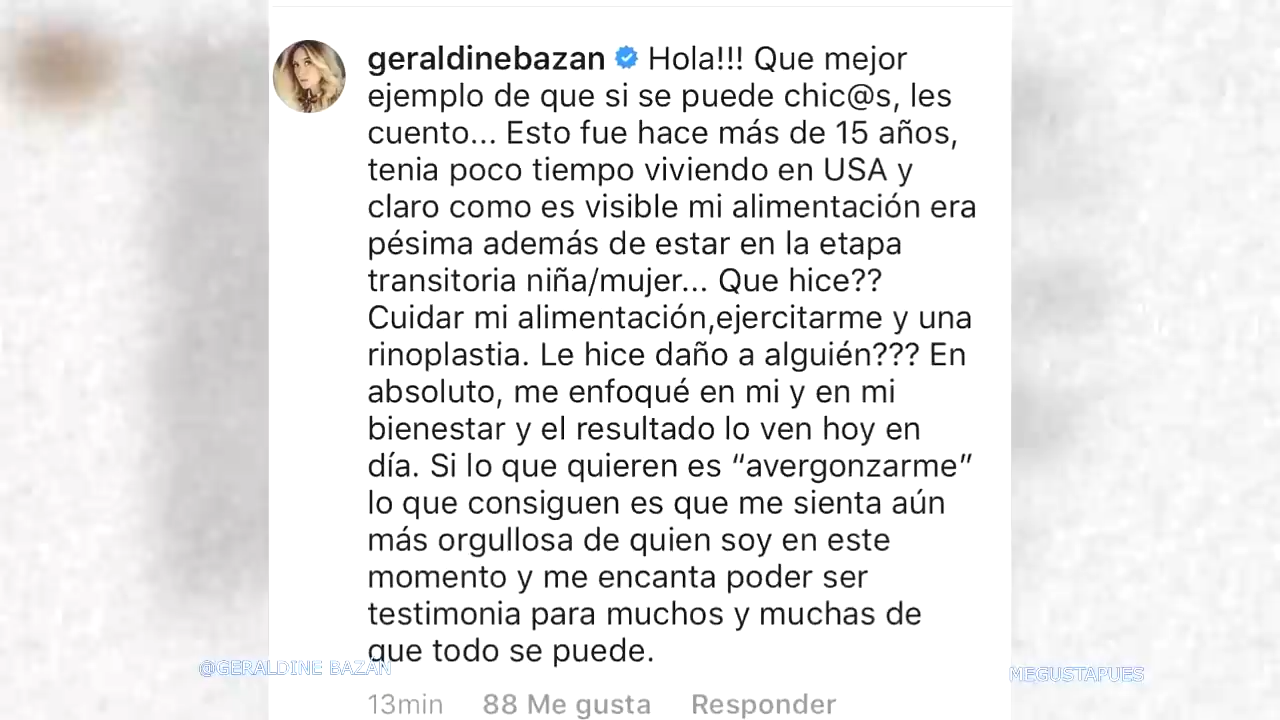 geraldinebazan Hola!!! Que mejor
ejemplo de que si se puede chic@s, les
cuento... Esto fue hace más de 15 años,
tenia poco tiempo viviendo en USA y
claro como es visible mi alimentación era
pésima además de estar en la etapa
transitoria niña/mujer... Que hice??
Cuidar mi alimentación,ejercitarme y una
rinoplastia. Le hice daño a alguién??? En
absoluto, me enfoqué en mi y en mi
bienestar y el resultado lo ven hoy en
día. Si lo que quieren es “avergonzarme”
lo que consiguen es que me sienta aún
más orgullosa de quien soy en este
momento y me encanta poder ser
testimonia para muchos y muchas de
que todo se puede.
@GERALDINE BAZÁN
MEGUSTAPUES
13min 88 Me gusta Responder